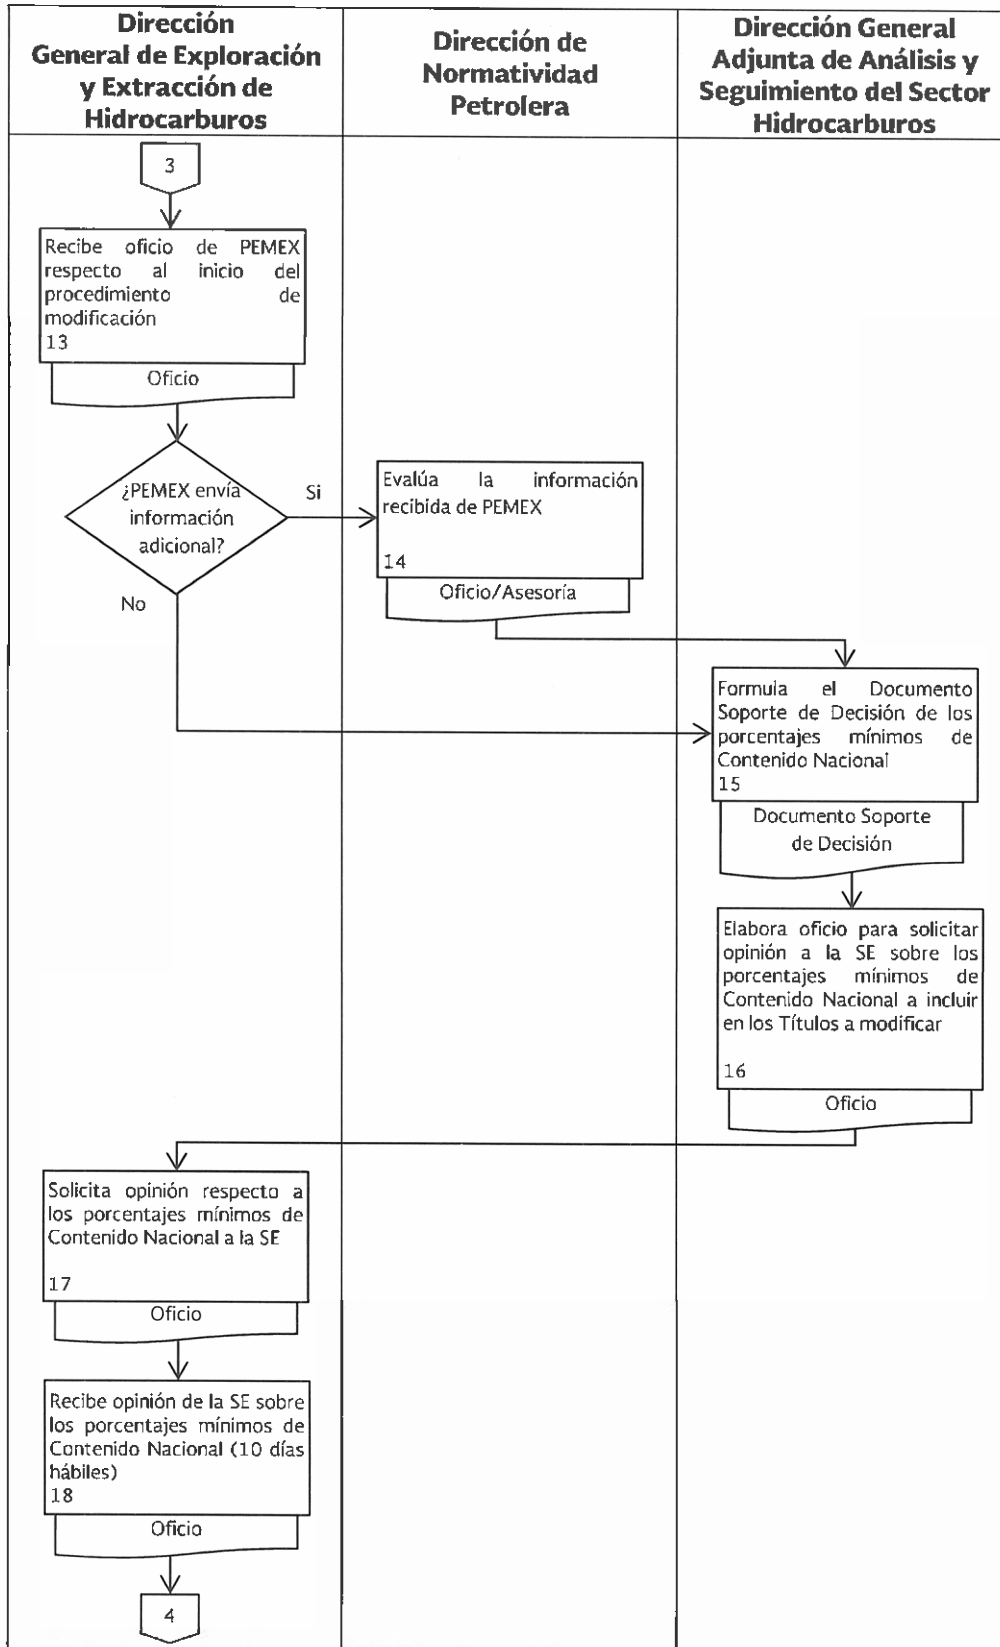 Dirección
General de Exploración
y Extracción de
Hidrocarburos
Dirección de
Normatividad
Petrolera
Dirección General
Adjunta de Análisis y
Seguimiento del Sector
Hidrocarburos
3
Recibe oficio de PEMEX
respecto al inicio del
procedimiento de
modificación
13
Oficio
¿PEMEX envía
información
adicional?
Si
No
Evalúa la información
recibida de PEMEX
14
Oficio/Asesoría
Formula el Documento
Soporte de Decisión de los
porcentajes mínimos de
Contenido Nacional
15
Documento Soporte
de Decisión
Elabora oficio para solicitar
opinión a la SE sobre los
porcentajes mínimos de
Contenido Nacional a incluir
en los Títulos a modificar
16
Oficio
Solicita opinión respecto a
los porcentajes mínimos de
Contenido Nacional a la SE
17
Oficio
Recibe opinión de la SE sobre
los porcentajes mínimos de
Contenido Nacional (10 días
hábiles)
18
Oficio
4